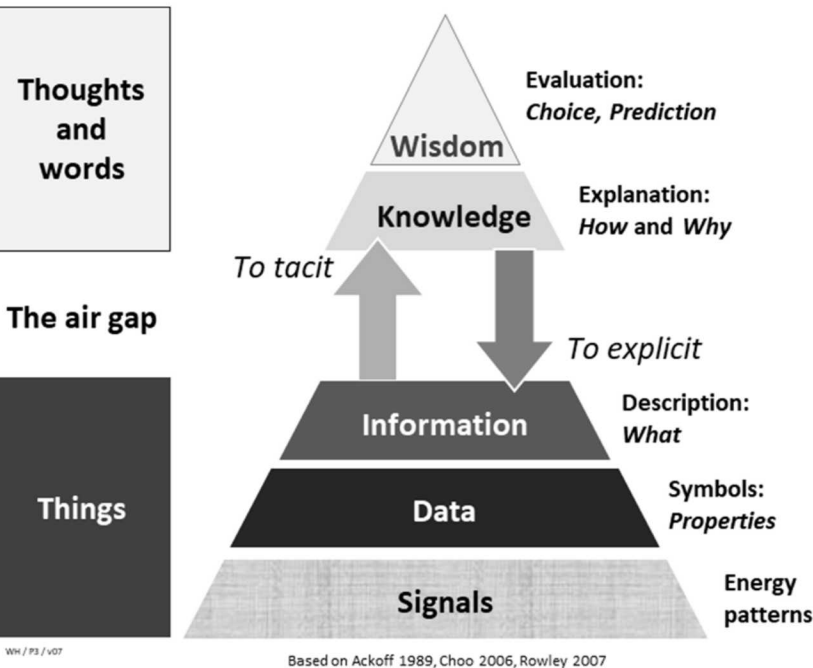 Thoughts
and
words
Evaluation:
Choice, Prediction
Wisdom
Explanation:
How and Why
Knowledge
To tacit
The air gap
To explicit
Description:
What
Information
Things
Symbols:
Properties
Data
Energy
patterns
Signals
WH / P3 / v07
Based on Ackoff 1989, Choo 2006, Rowley 2007